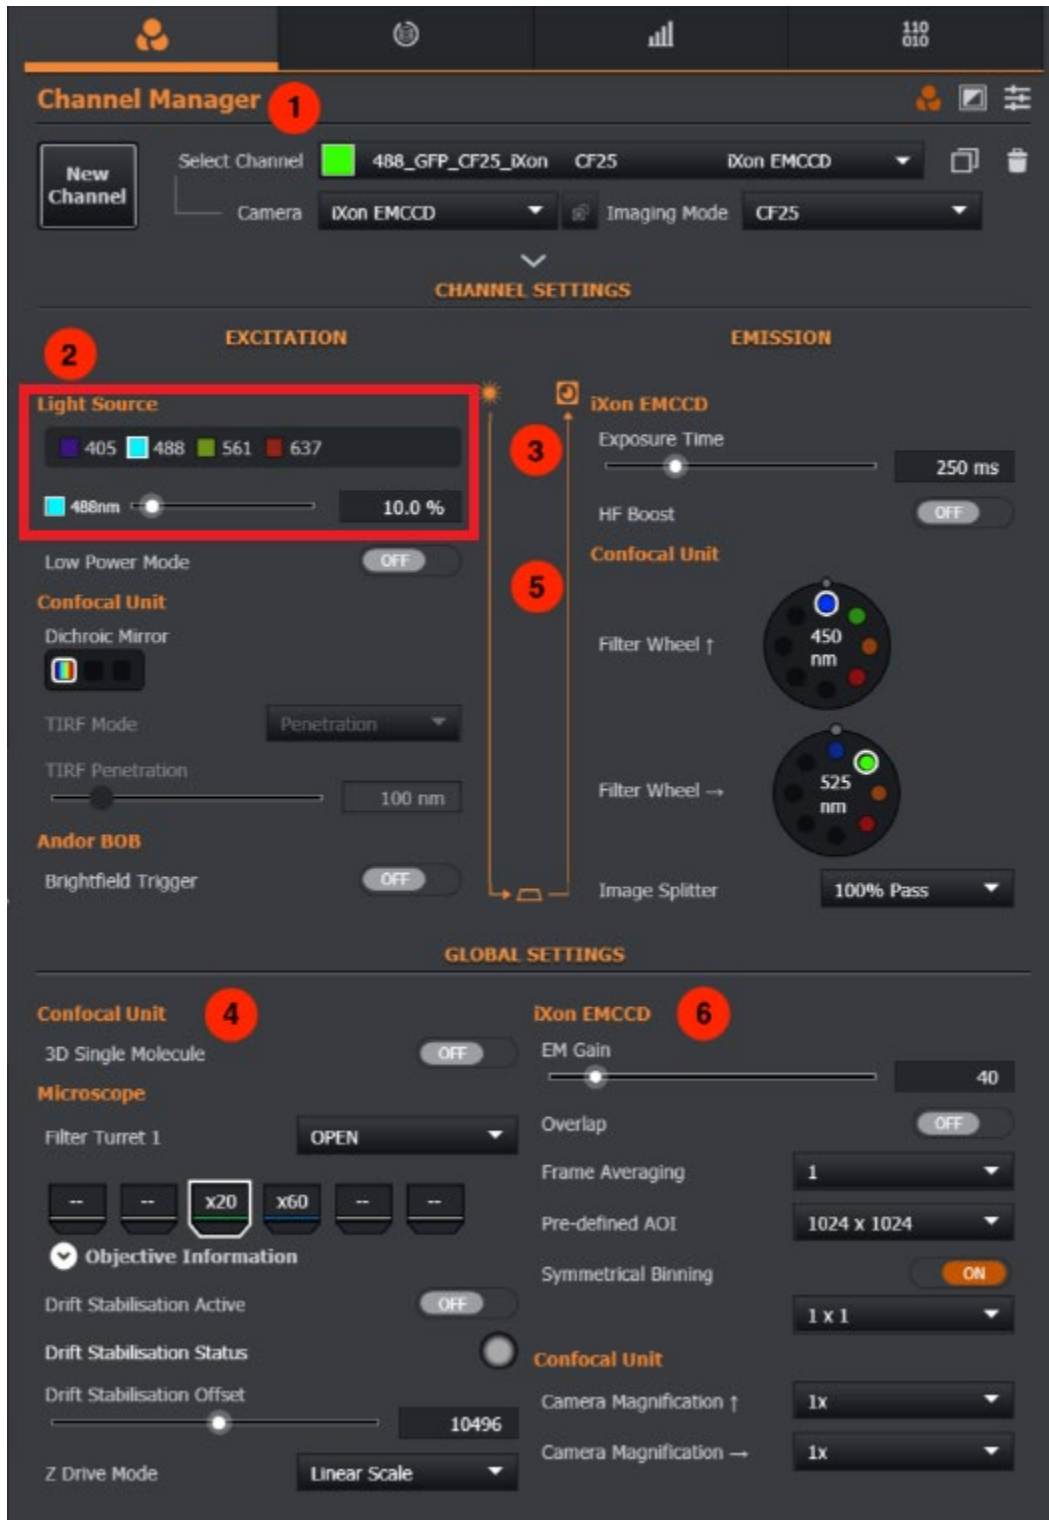 110
010
Channel Manager 1
New Channel
Select Channel 488_GFP_CF25_iXon CF25 iXon EMCCD
Camera iXon EMCCD Imaging Mode CF25
CHANNEL SETTINGS
EXCITATION
2
Light Source
405 488 561 637
488nm 10.0 %
Low Power Mode OFF
Confocal Unit
Dichroic Mirror
TIRF Mode Penetration
TIRF Penetration
100 nm
Andor BOB
Brightfield Trigger OFF
EMISSION
iXon EMCCD
3
Exposure Time
250 ms
HF Boost OFF
Confocal Unit
5
Filter Wheel ↑ 450 nm
Filter Wheel → 525 nm
Image Splitter 100% Pass
GLOBAL SETTINGS
Confocal Unit 4
3D Single Molecule OFF
Microscope
Filter Turret 1 OPEN
-- -- x20 x60 -- --
Objective Information
Drift Stabilisation Active OFF
Drift Stabilisation Status
Drift Stabilisation Offset
10496
Z Drive Mode Linear Scale
iXon EMCCD 6
EM Gain
40
Overlap OFF
Frame Averaging 1
Pre-defined AOI 1024 x 1024
Symmetrical Binning ON
1 x 1
Confocal Unit
Camera Magnification ↑ 1x
Camera Magnification → 1x